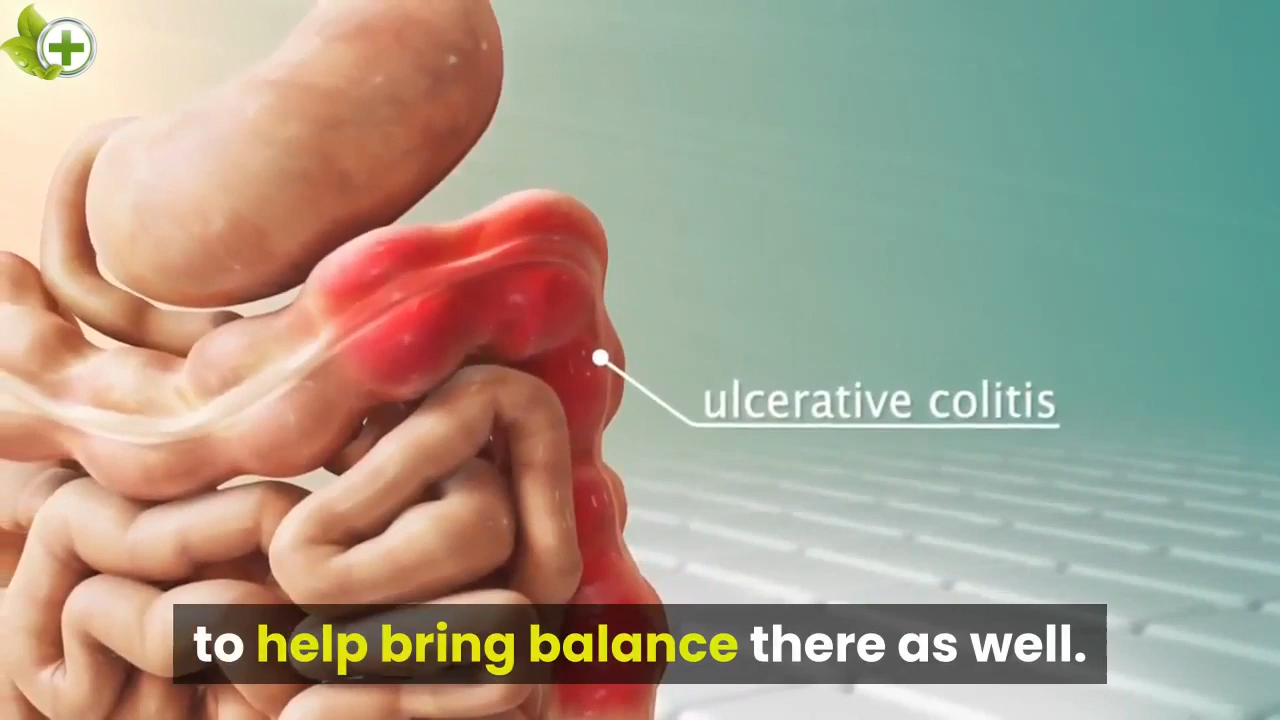 ulcerative colitis
to help bring balance there as well.